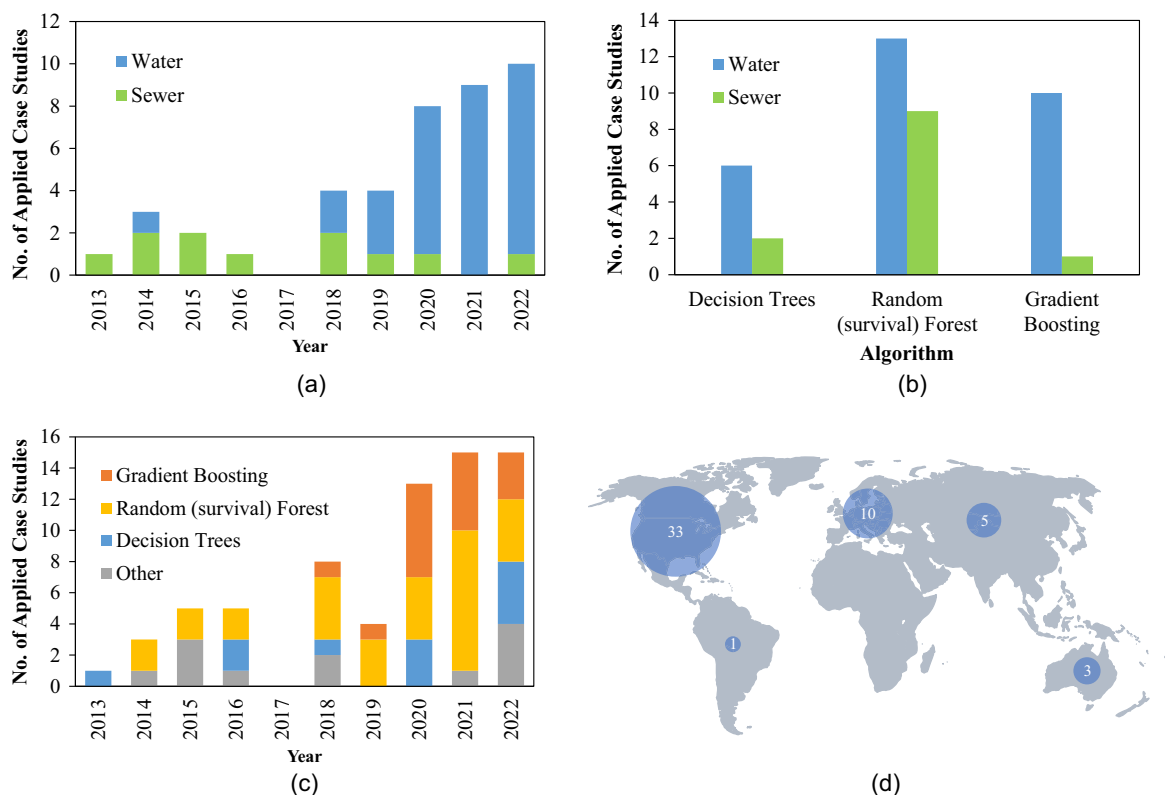 No. of Applied Case Studies
12
10
8
6
4
2
0
Water
Sewer
2013
2014
2015
2016
2017
2018
2019
2020
2021
2022
Year
(a)
No. of Applied Case Studies
14
12
10
8
6
4
2
0
Water
Sewer
Decision Trees
Random
(survival) Forest
Gradient
Boosting
Algorithm
(b)
No. of Applied Case Studies
16
14
12
10
8
6
4
2
0
Gradient Boosting
Random (survival) Forest
Decision Trees
Other
2013
2014
2015
2016
2017
2018
2019
2020
2021
2022
Year
(c)
33
10
5
1
3
(d)